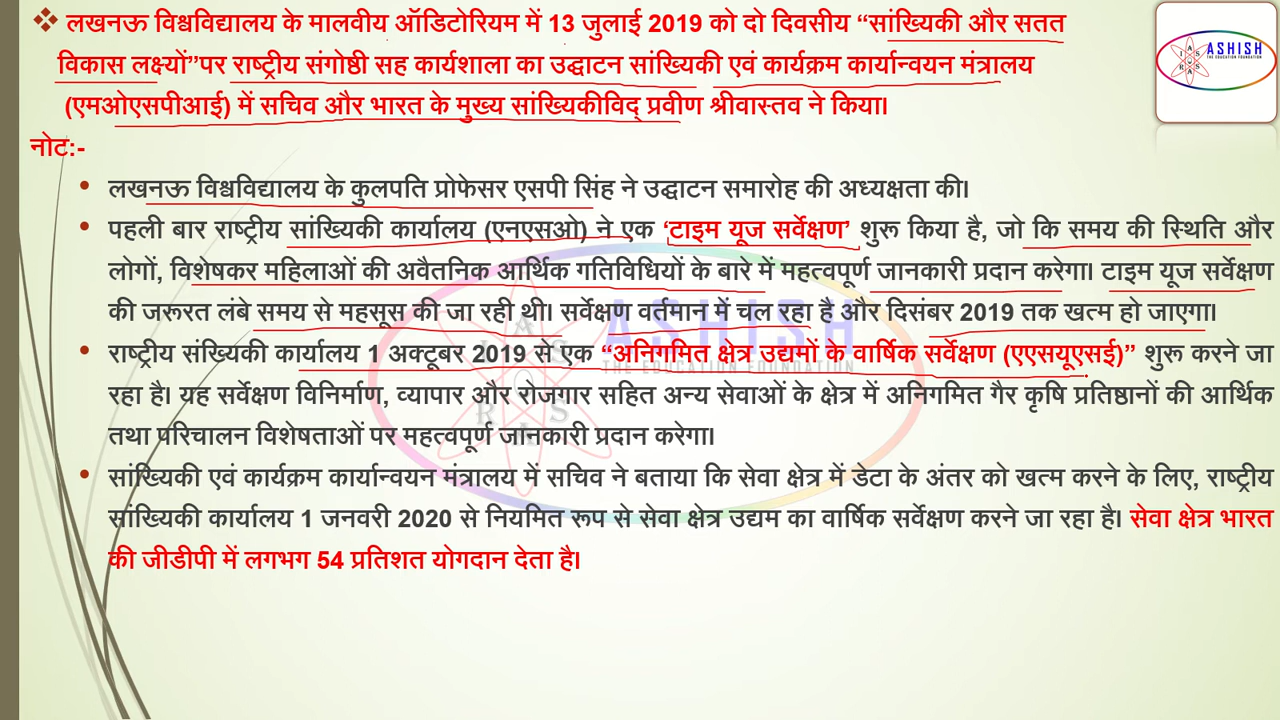 ❖ लखनऊ विश्वविद्यालय के मालवीय ऑडिटोरियम में 13 जुलाई 2019 को दो दिवसीय “सांख्यिकी और सतत
विकास लक्ष्यों”पर राष्ट्रीय संगोष्ठी सह कार्यशाला का उद्घाटन सांख्यिकी एवं कार्यक्रम कार्यान्वयन मंत्रालय
(एमओएसपीआई) में सचिव और भारत के मुख्य सांख्यिकीविद् प्रवीण श्रीवास्तव ने किया।
नोट:-
• लखनऊ विश्वविद्यालय के कुलपति प्रोफेसर एसपी सिंह ने उद्घाटन समारोह की अध्यक्षता की।
• पहली बार राष्ट्रीय सांख्यिकी कार्यालय (एनएसओ) ने एक ‘टाइम यूज सर्वेक्षण’ शुरू किया है, जो कि समय की स्थिति और
लोगों, विशेषकर महिलाओं की अवैतनिक आर्थिक गतिविधियों के बारे में महत्वपूर्ण जानकारी प्रदान करेगा। टाइम यूज सर्वेक्षण
की जरूरत लंबे समय से महसूस की जा रही थी। सर्वेक्षण वर्तमान में चल रहा है और दिसंबर 2019 तक खत्म हो जाएगा।
• राष्ट्रीय संख्यिकी कार्यालय 1 अक्टूबर 2019 से एक “अनिगमित क्षेत्र उद्यमों के वार्षिक सर्वेक्षण (एएसयूएसई)” शुरू करने जा
रहा है। यह सर्वेक्षण विनिर्माण, व्यापार और रोजगार सहित अन्य सेवाओं के क्षेत्र में अनिगमित गैर कृषि प्रतिष्ठानों की आर्थिक
तथा परिचालन विशेषताओं पर महत्वपूर्ण जानकारी प्रदान करेगा।
• सांख्यिकी एवं कार्यक्रम कार्यान्वयन मंत्रालय में सचिव ने बताया कि सेवा क्षेत्र में डेटा के अंतर को खत्म करने के लिए, राष्ट्रीय
सांख्यिकी कार्यालय 1 जनवरी 2020 से नियमित रूप से सेवा क्षेत्र उद्यम का वार्षिक सर्वेक्षण करने जा रहा है। सेवा क्षेत्र भारत
की जीडीपी में लगभग 54 प्रतिशत योगदान देता है।
ASHISH
THE EDUCATION FOUNDATION
ASHISH
THE EDUCATION FOUNDATION